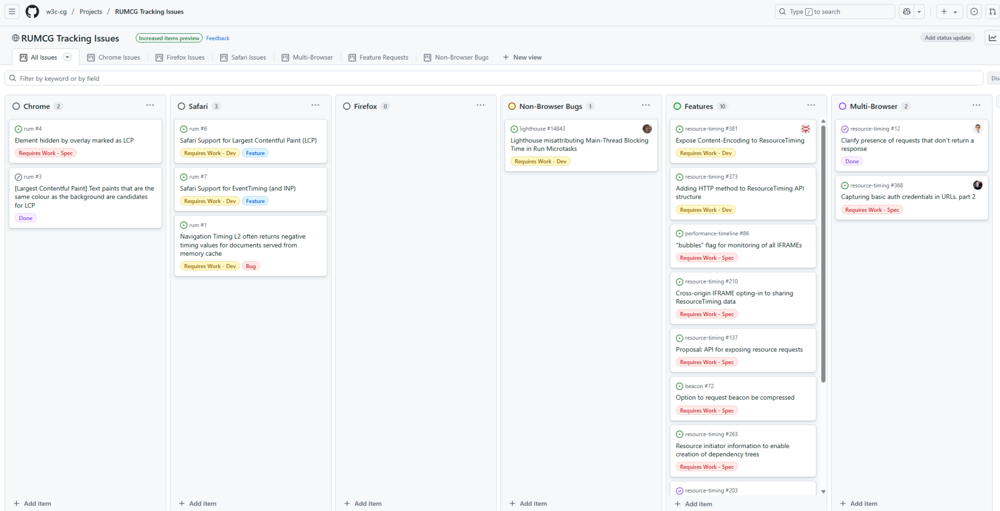 w3c-cg / Projects / RUMCG Tracking Issues
Type / to search
RUMCG Tracking Issues
Increased items preview
Feedback
Add status update
All Issues
Chrome Issues
Firefox Issues
Safari Issues
Multi-Browser
Feature Requests
Non-Browser Bugs
New view
Filter by keyword or by field
Chrome 2
rum #4
Element hidden by overlay marked as LCP
Requires Work - Spec
rum #3
[Largest Contentful Paint] Text paints that are the
same colour as the background are candidates
for LCP
Done
Add item
Safari 3
rum #6
Safari Support for Largest Contentful Paint (LCP)
Requires Work - Dev Feature
rum #7
Safari Support for EventTiming (and INP)
Requires Work - Dev Feature
rum #1
Navigation Timing L2 often returns negative
timing values for documents served from
memory cache
Requires Work - Dev Bug
Add item
Firefox 0
Add item
Non-Browser Bugs 1
lighthouse #14843
Lighthouse misattributing Main-Thread Blocking
Time in Run Microtasks
Requires Work - Dev
Add item
Features 10
resource-timing #381
Expose Content-Encoding to ResourceTiming
Requires Work - Dev
resource-timing #373
Adding HTTP method to ResourceTiming API
structure
Requires Work - Dev
performance-timeline #86
"bubbles" flag for monitoring of all IFRAMEs
Requires Work - Spec
resource-timing #210
Cross-origin IFRAME opting-in to sharing
ResourceTiming data
Requires Work - Spec
resource-timing #137
Proposal: API for exposing resource requests
Requires Work - Spec
beacon #72
Option to request beacon be compressed
Requires Work - Spec
resource-timing #263
Resource initiator information to enable
creation of dependency trees
Requires Work - Spec
resource-timing #203
Add item
Multi-Browser 2
resource-timing #12
Clarify presence of requests that don't return a
response
Done
resource-timing #368
Capturing basic auth credentials in URLs, part 2
Requires Work - Spec
Add item